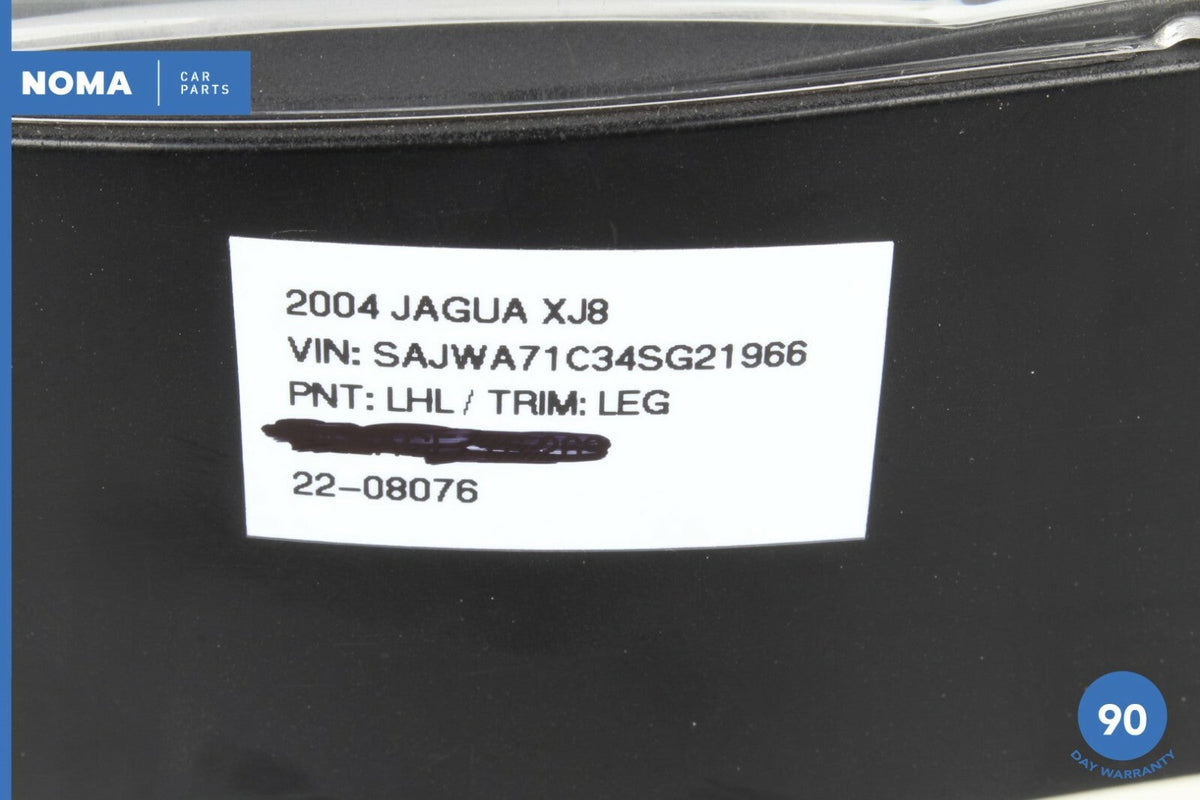 NOMA
CAR
PARTS
2004 JAGUA XJ8
VIN: SAJWA71C34SG21966
PNT: LHL / TRIM: LEG
22-08076
90
DAY WARRANTY